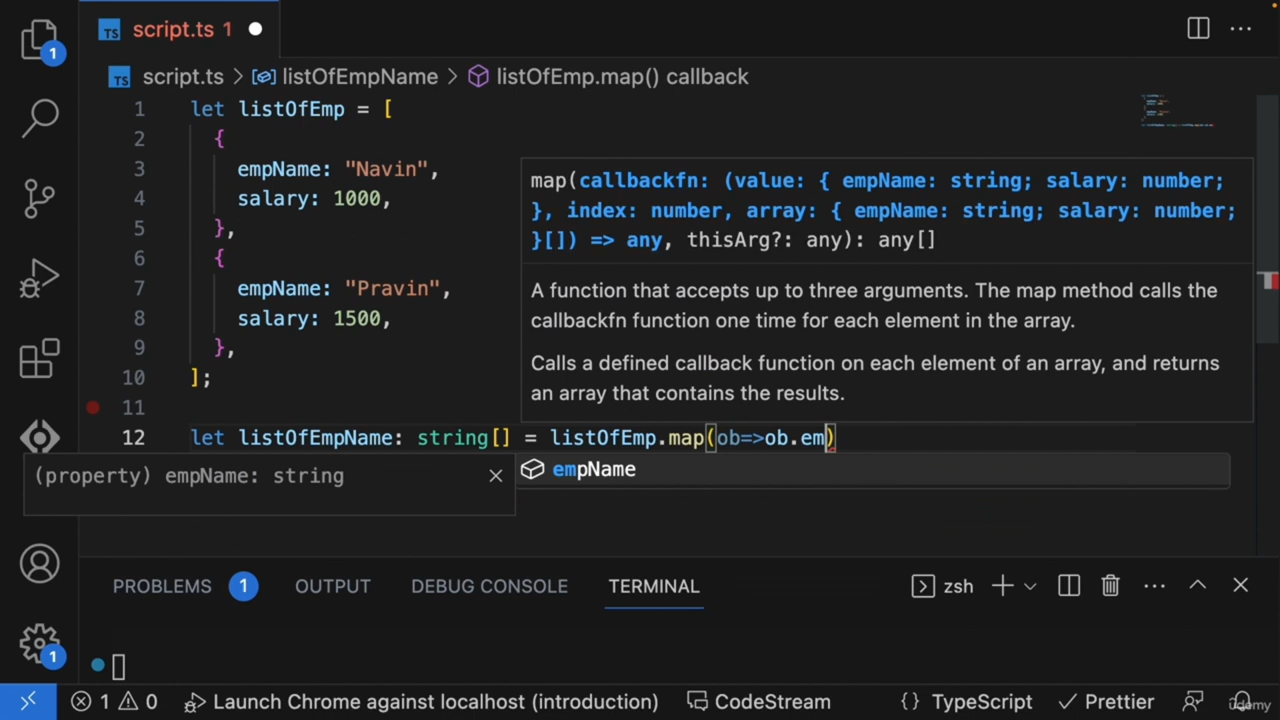 TS script.ts 1
1
TS script.ts > listOfEmpName > listOfEmp.map() callback
1 let listOfEmp = [
2 {
3 empName: "Navin",
4 salary: 1000,
5 },
6 {
7 empName: "Pravin",
8 salary: 1500,
9 },
10 ];
11
12 let listOfEmpName: string[] = listOfEmp.map(ob=>ob.em)
map(callbackfn: (value: { empName: string; salary: number;
}, index: number, array: { empName: string; salary: number;
}[]) => any, thisArg?: any): any[]
A function that accepts up to three arguments. The map method calls the
callbackfn function one time for each element in the array.
Calls a defined callback function on each element of an array, and returns
an array that contains the results.
(property) empName: string
empName
PROBLEMS 1 OUTPUT DEBUG CONSOLE TERMINAL zsh
1
1 0 Launch Chrome against localhost (introduction) CodeStream {} TypeScript Prettier
udemy